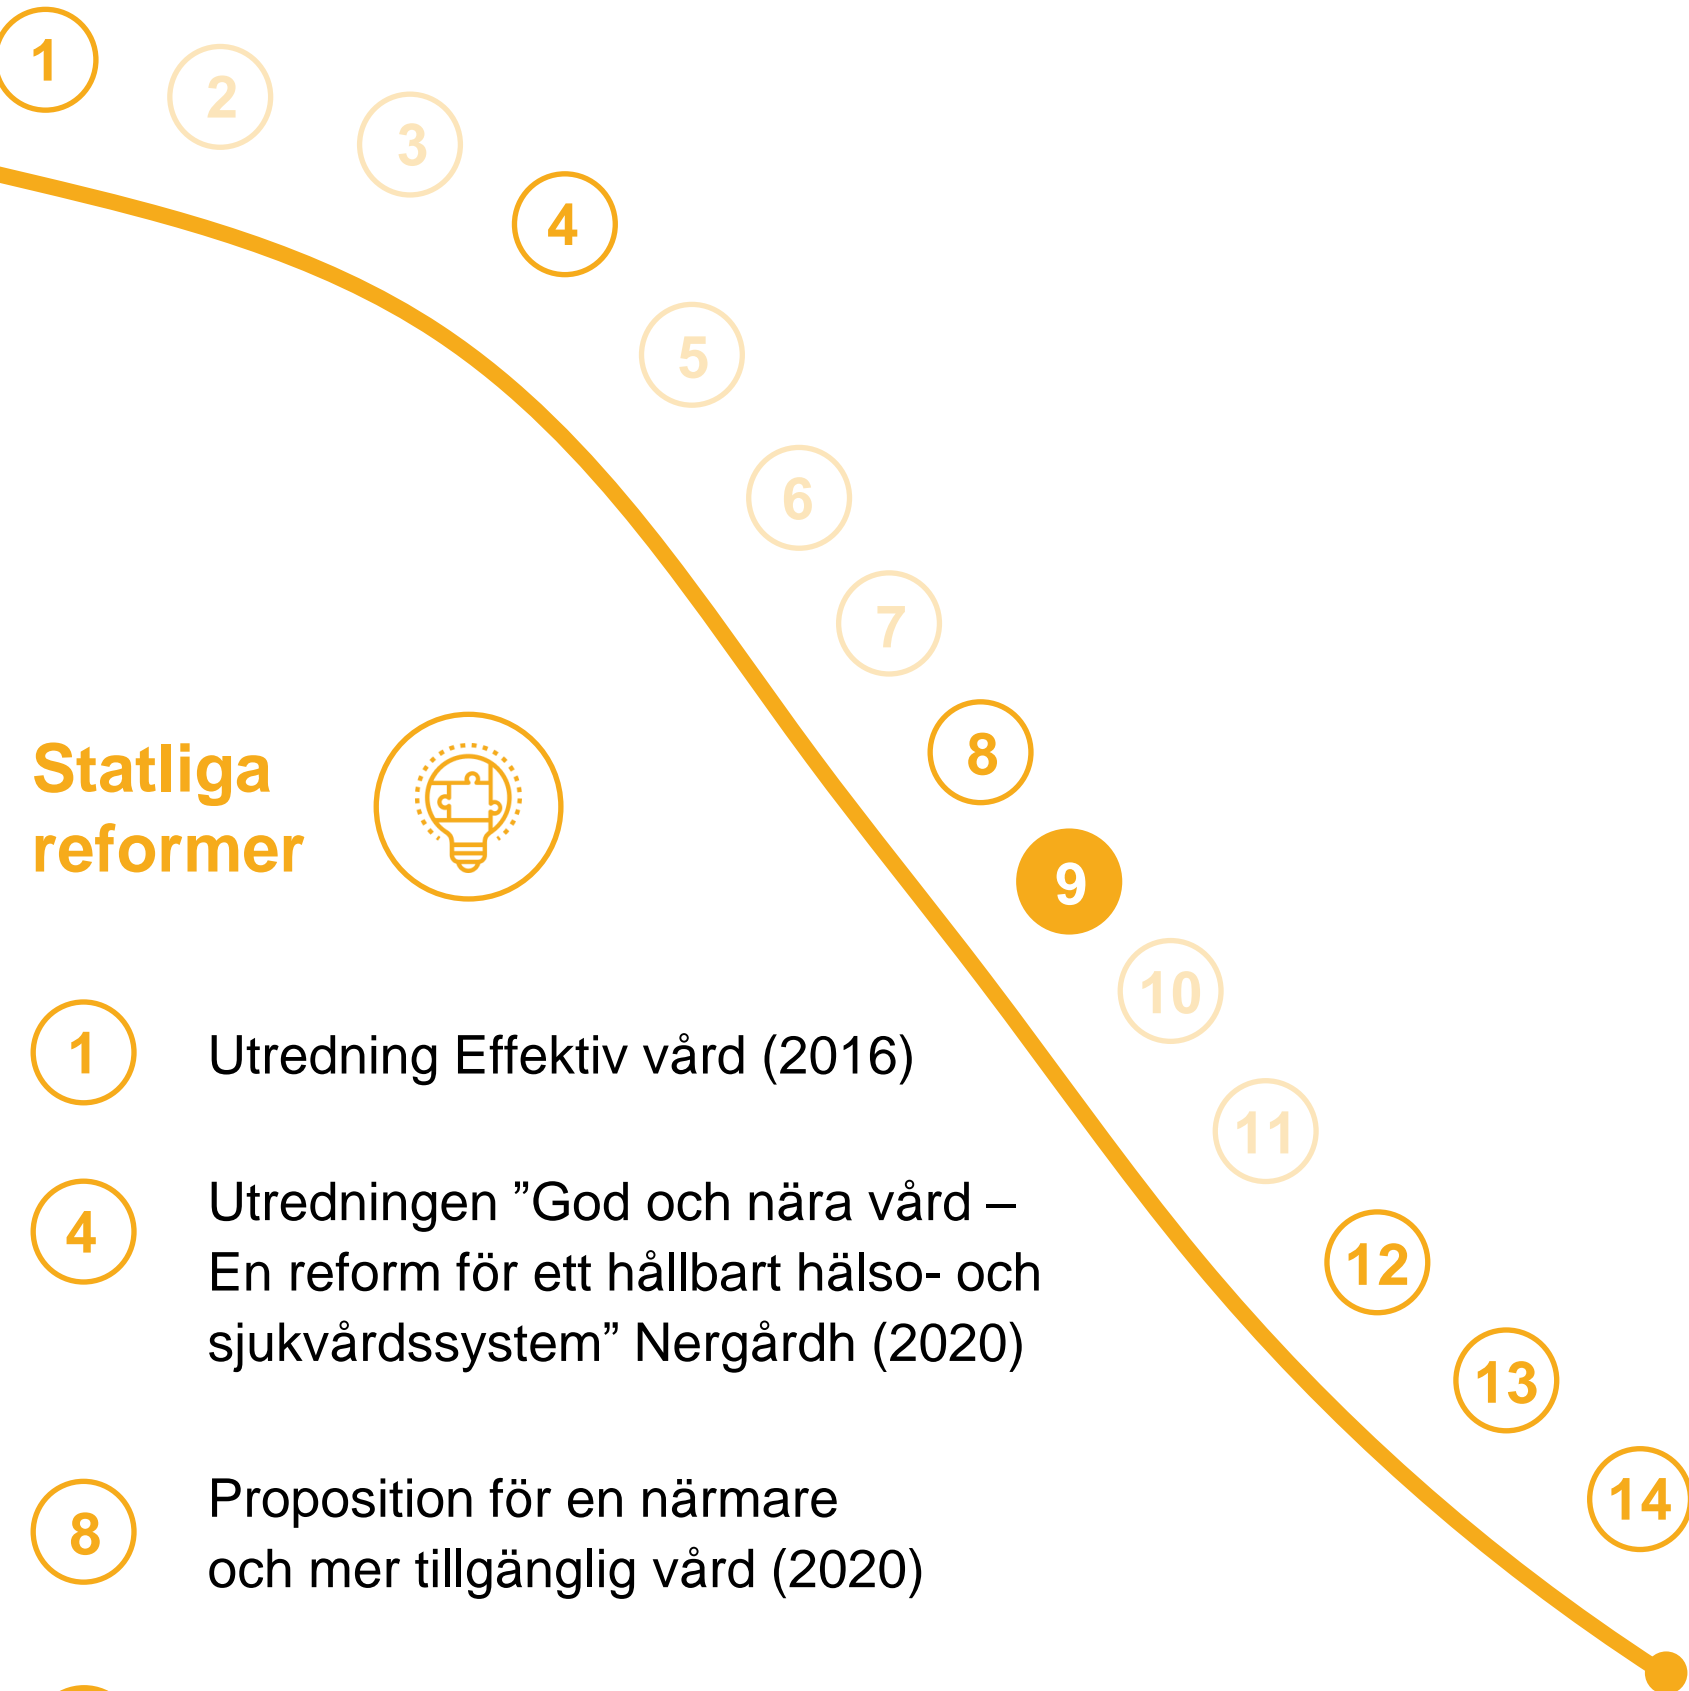 1
2
3
4
5
6
7
8
9
10
11
12
13
14
Statliga
reformer
1
Utredning Effektiv vård (2016)
4
Utredningen ”God och nära vård –
En reform för ett hållbart hälso- och
sjukvårdssystem” Nergårdh (2020)
8
Proposition för en närmare
och mer tillgänglig vård (2020)